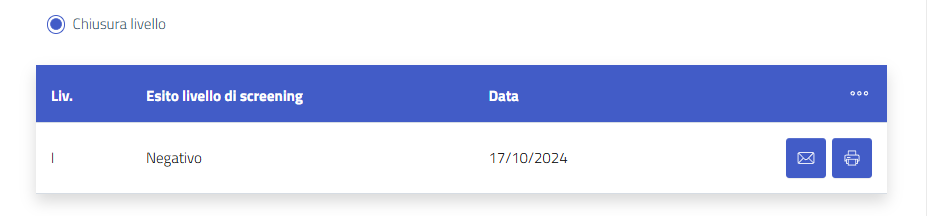 Chiusura livello
Liv. Esito livello di screening Data
I Negativo 17/10/2024